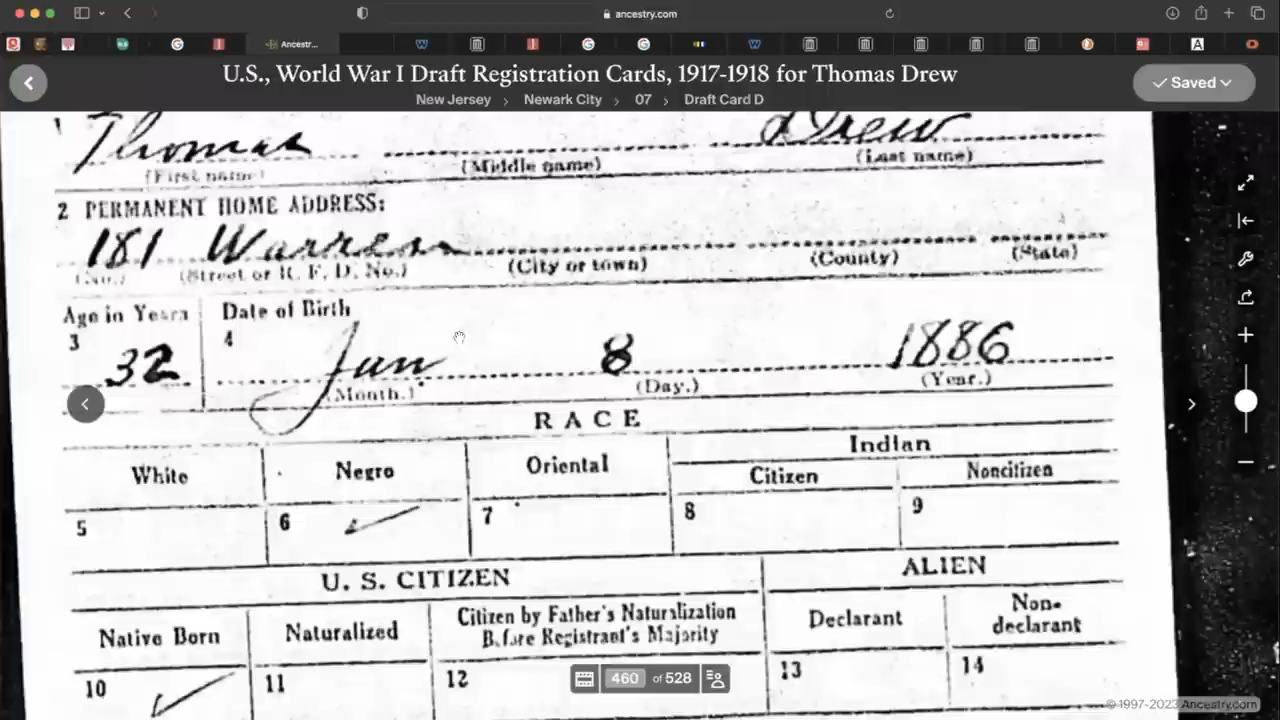 ancestry.com
Ancestr...
U.S., World War I Draft Registration Cards, 1917-1918 for Thomas Drew
New Jersey › Newark City › 07 › Draft Card D
Saved
Thomas Drew
(First name) (Middle name) (Last name)
2 PERMANENT HOME ADDRESS:
181 Warren
(No.) (Street or R. F. D. No.) (City or town) (County) (State)
Age in Years Date of Birth
3 4
32 Jan 8 1886
(Month.) (Day.) (Year.)
RACE
White Negro Oriental Indian
Citizen Noncitizen
5 6 7 8 9
U. S. CITIZEN ALIEN
Native Born Naturalized Citizen by Father's Naturalization Before Registrant's Majority Declarant Non-declarant
10 11 12 13 14
460 of 528
© 1997-2023 Ancestry.com